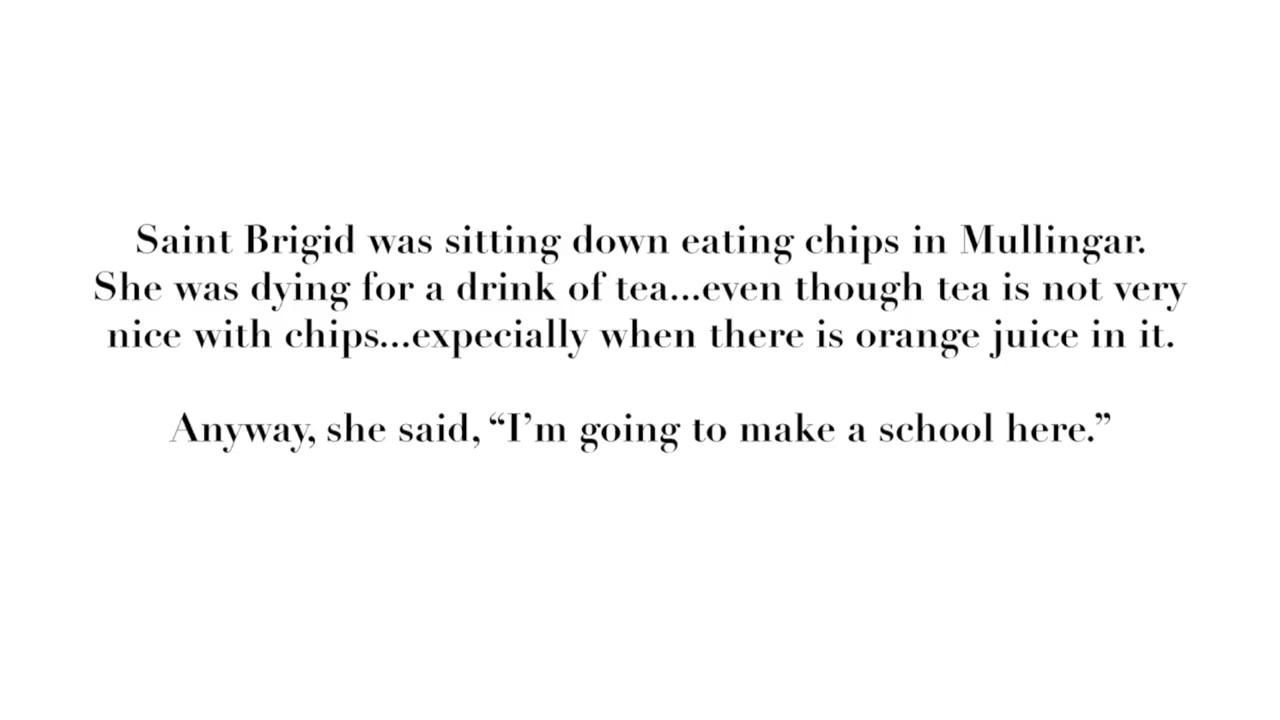 Saint Brigid was sitting down eating chips in Mullingar.
She was dying for a drink of tea...even though tea is not very
nice with chips...expecially when there is orange juice in it.
Anyway, she said, “I’m going to make a school here.”